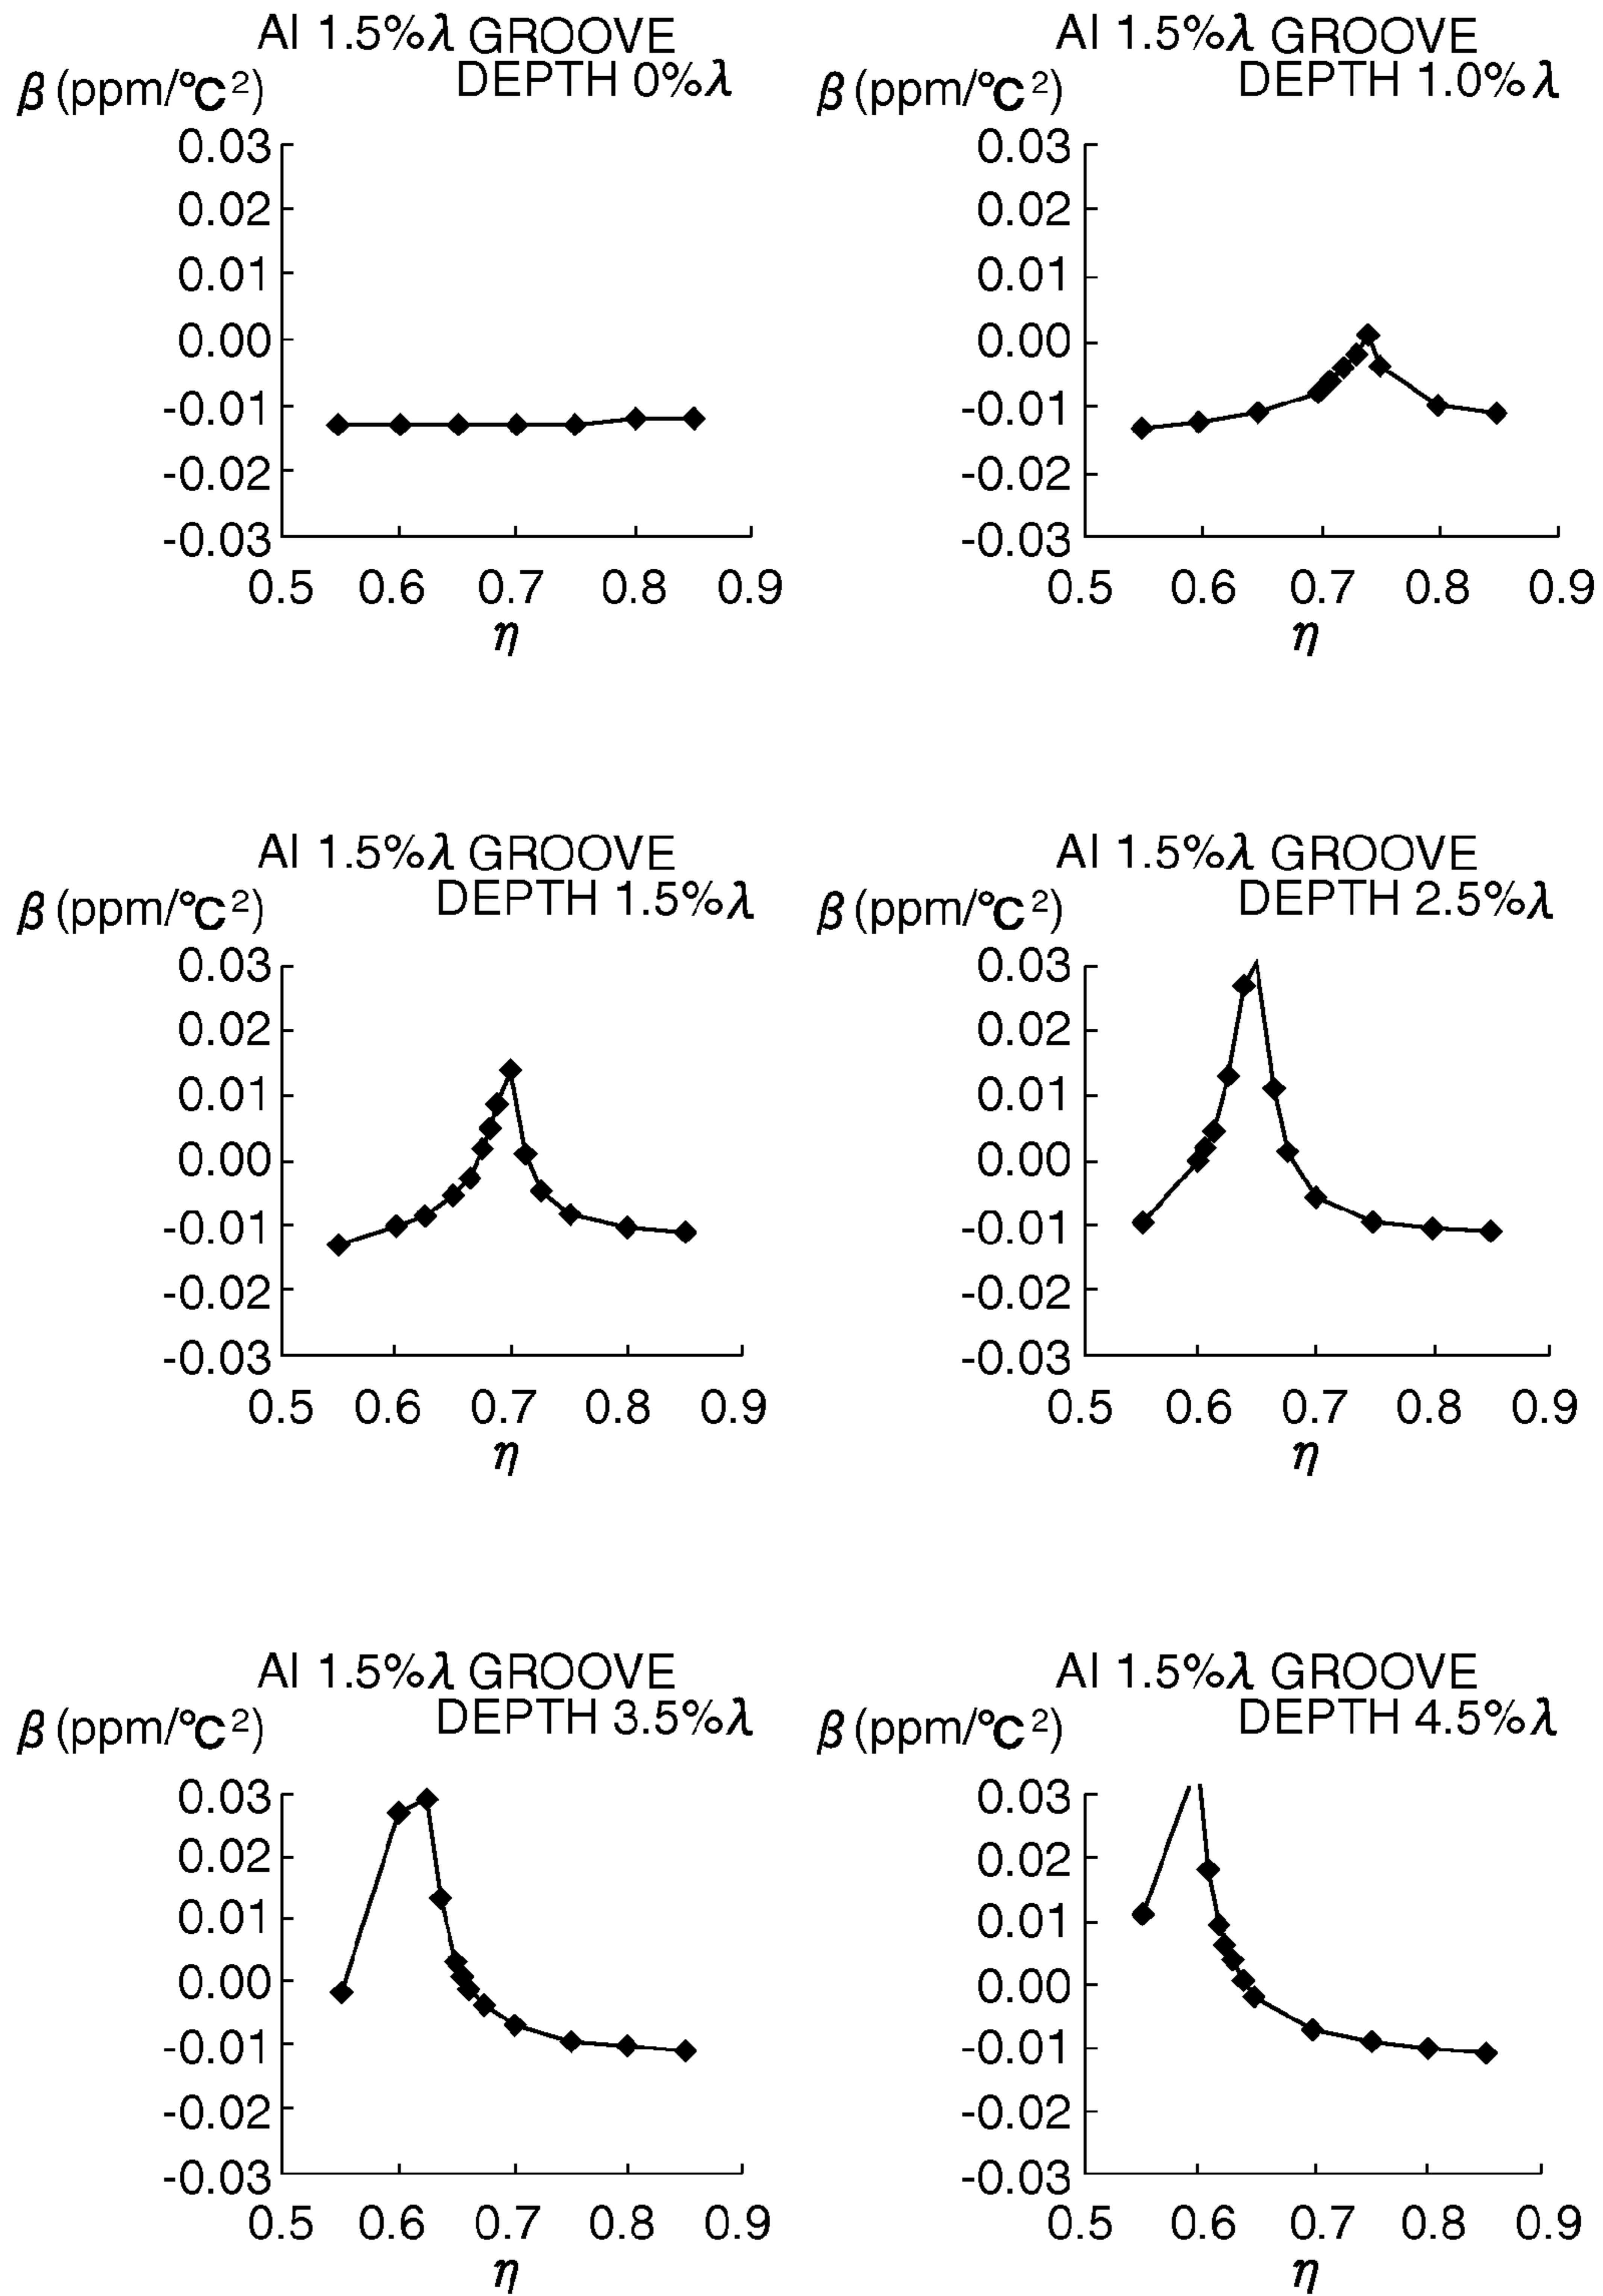 Al 1.5%λ GROOVE
DEPTH 0%λ
β (ppm/°C²)
0.03
0.02
0.01
0.00
-0.01
-0.02
-0.03
0.5 0.6 0.7 0.8 0.9
η
Al 1.5%λ GROOVE
DEPTH 1.0%λ
β (ppm/°C²)
0.03
0.02
0.01
0.00
-0.01
-0.02
-0.03
0.5 0.6 0.7 0.8 0.9
η
Al 1.5%λ GROOVE
DEPTH 1.5%λ
β (ppm/°C²)
0.03
0.02
0.01
0.00
-0.01
-0.02
-0.03
0.5 0.6 0.7 0.8 0.9
η
Al 1.5%λ GROOVE
DEPTH 2.5%λ
β (ppm/°C²)
0.03
0.02
0.01
0.00
-0.01
-0.02
-0.03
0.5 0.6 0.7 0.8 0.9
η
Al 1.5%λ GROOVE
DEPTH 3.5%λ
β (ppm/°C²)
0.03
0.02
0.01
0.00
-0.01
-0.02
-0.03
0.5 0.6 0.7 0.8 0.9
η
Al 1.5%λ GROOVE
DEPTH 4.5%λ
β (ppm/°C²)
0.03
0.02
0.01
0.00
-0.01
-0.02
-0.03
0.5 0.6 0.7 0.8 0.9
η